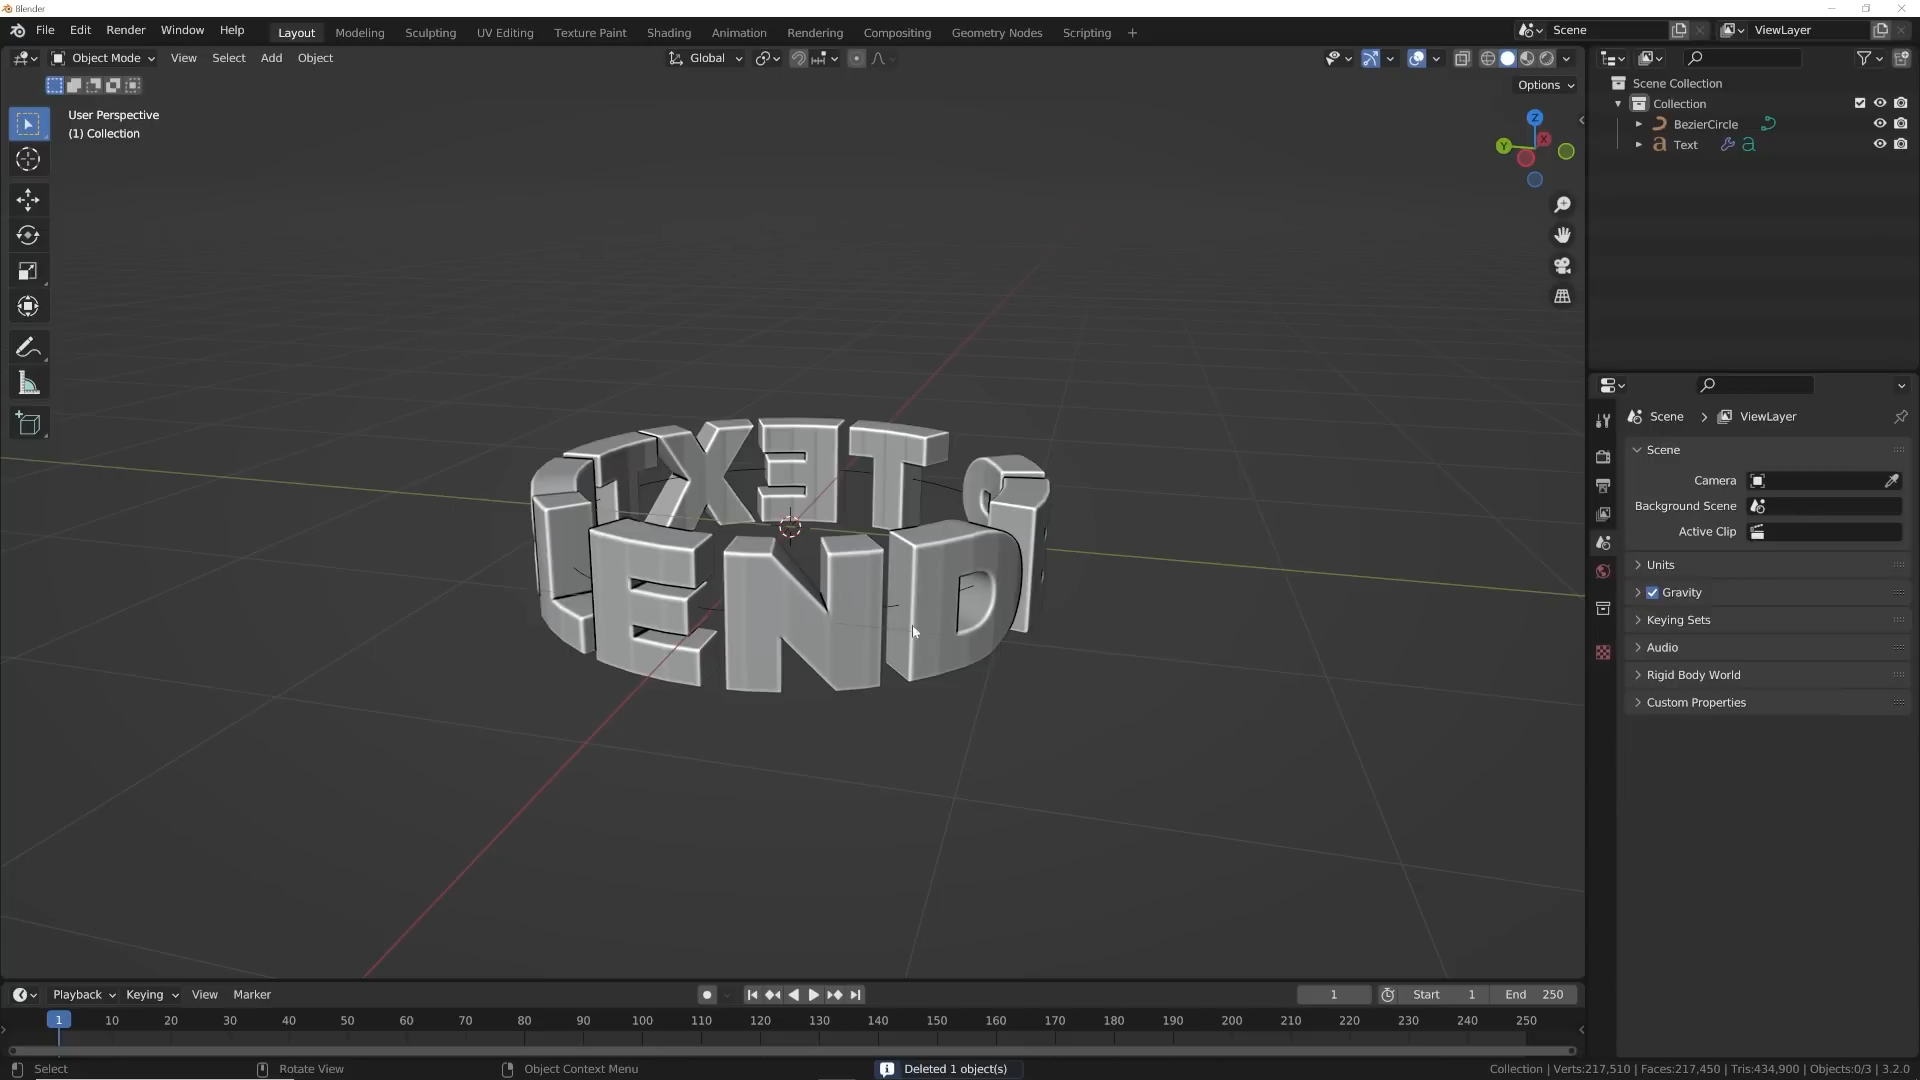 Blender
File Edit Render Window Help Layout Modeling Sculpting UV Editing Texture Paint Shading Animation Rendering Compositing Geometry Nodes Scripting + Scene ViewLayer
Object Mode View Select Add Object Global
Options
User Perspective
(1) Collection
Z
Y X
Scene Collection
Collection
BezierCircle
Text
Scene > ViewLayer
Scene
Camera
Background Scene
Active Clip
Units
Gravity
Keying Sets
Audio
Rigid Body World
Custom Properties
TEXT
END
Playback Keying View Marker 1 Start 1 End 250
1 10 20 30 40 50 60 70 80 90 100 110 120 130 140 150 160 170 180 190 200 210 220 230 240 250
Select Rotate View Object Context Menu Deleted 1 object(s) Collection | Verts:217,510 | Faces:217,450 | Tris:434,900 | Objects:0/3 | 3.2.0